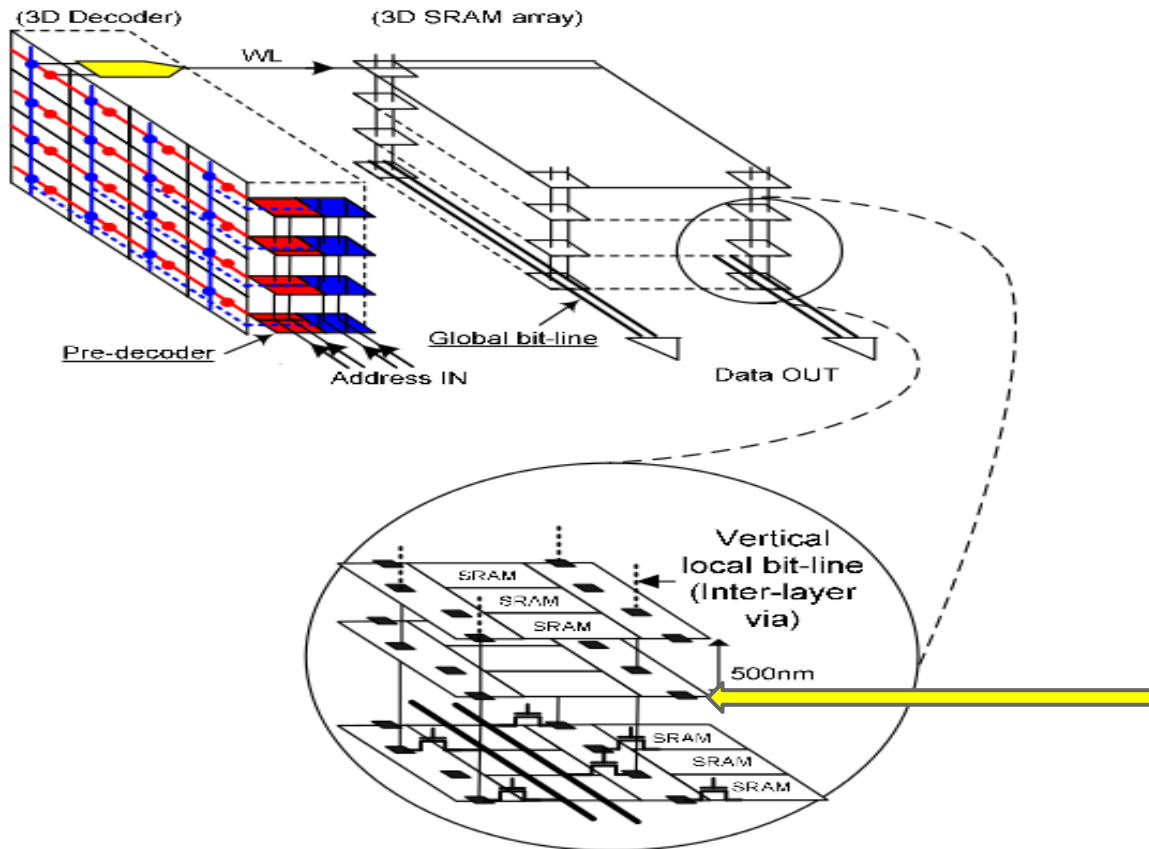 (3D Decoder)
(3D SRAM array)
WL
Pre-decoder
Address IN
Global bit-line
Data OUT
Vertical
local bit-line
(Inter-layer
via)
SRAM
SRAM
SRAM
500nm
SRAM
SRAM
SRAM